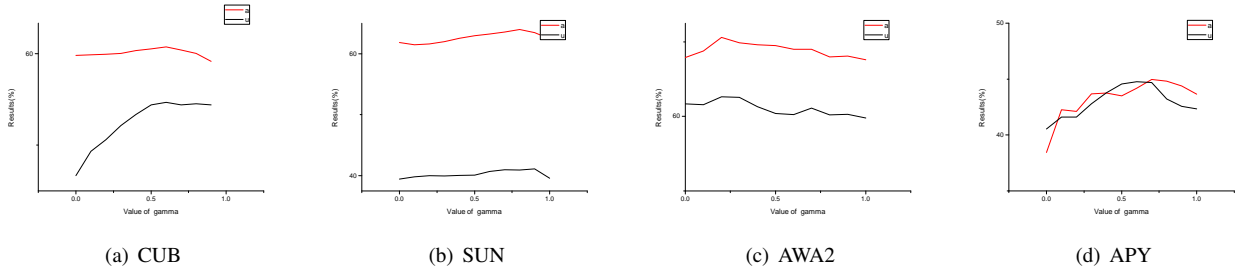 a
u
60
Results(%)
0.0
0.5
1.0
Value of gamma
(a) CUB
a
u
60
40
Results(%)
0.0
0.5
1.0
Value of gamma
(b) SUN
a
u
60
Results(%)
0.0
0.5
1.0
Value of gamma
(c) AWA2
a
u
50
40
Results(%)
0.0
0.5
1.0
Value of gamma
(d) APY